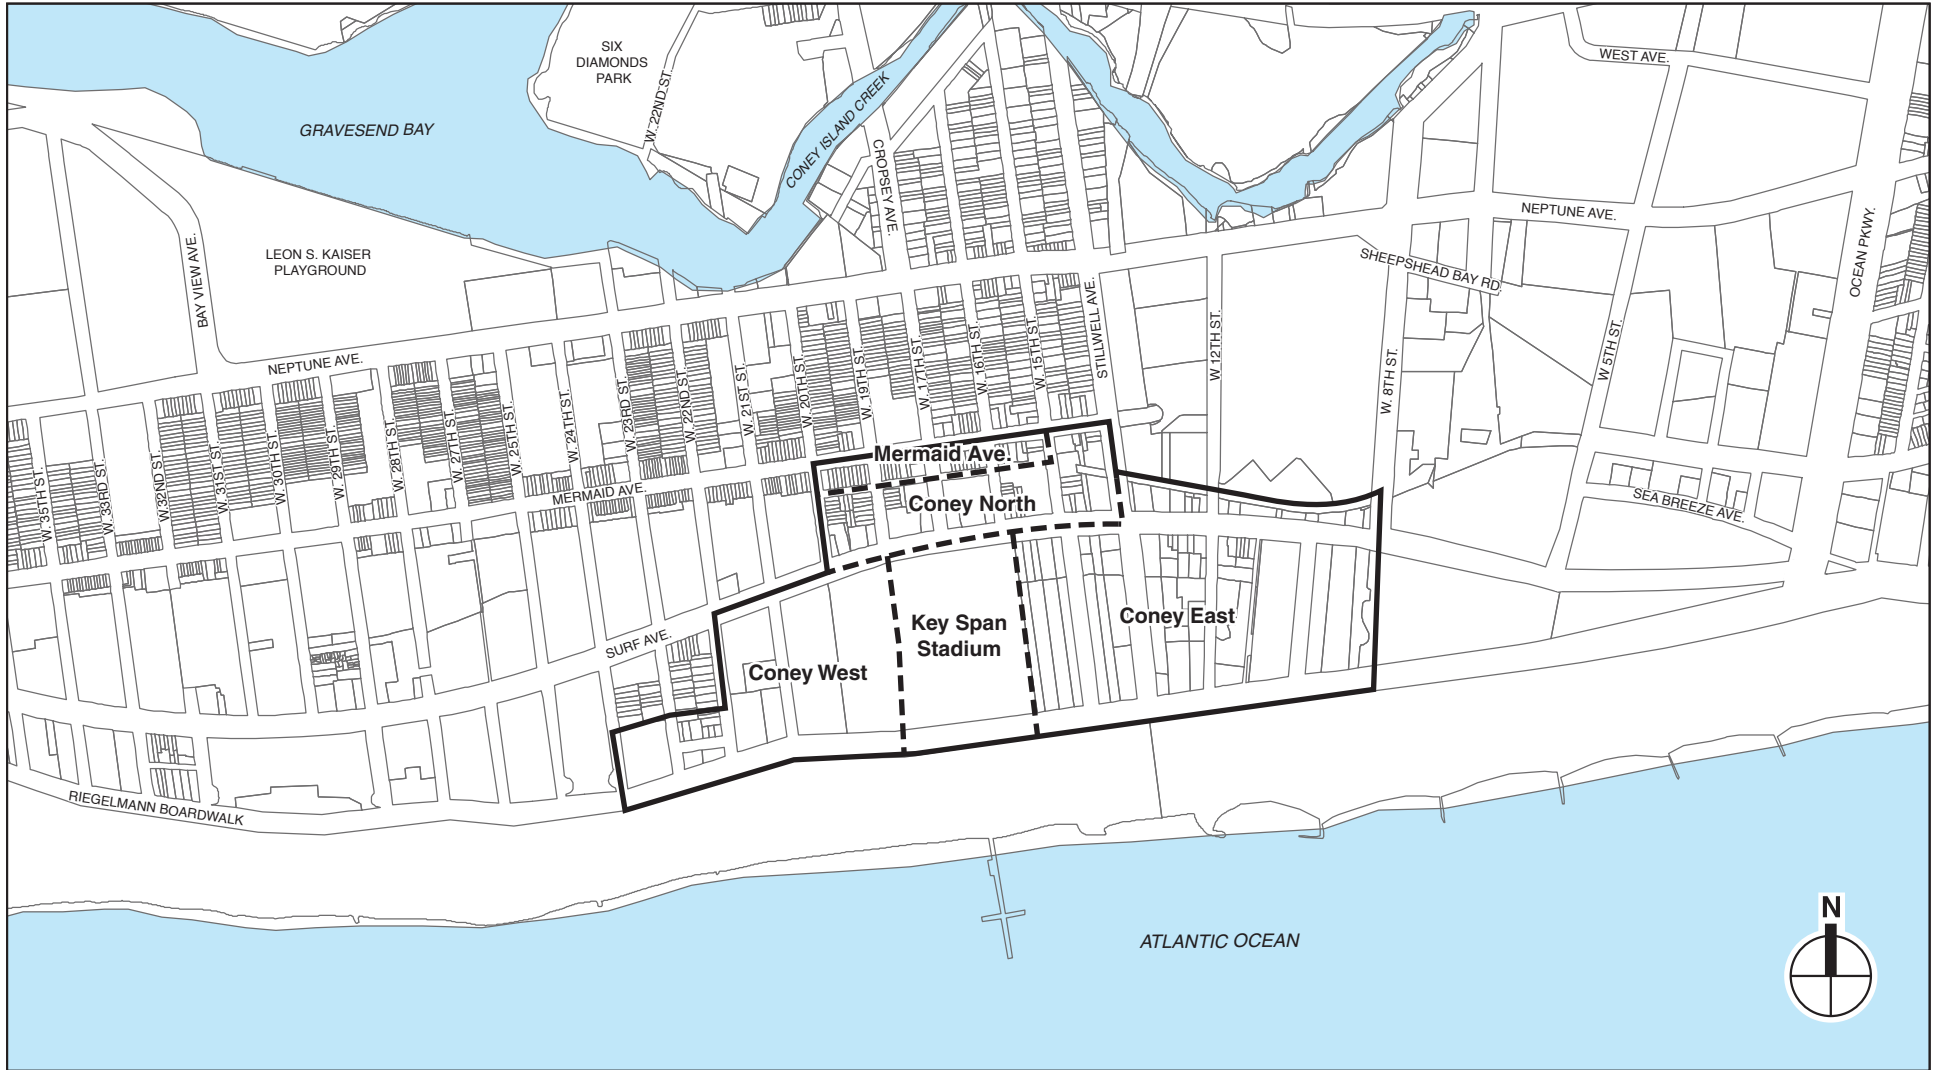 SIX
DIAMONDS
PARK
W. 22ND ST.
WEST AVE.
GRAVESEND BAY
CONEY ISLAND CREEK
CROPSEY AVE.
NEPTUNE AVE.
OCEAN PKWY.
BAY VIEW AVE.
LEON S. KAISER
PLAYGROUND
SHEEPSHEAD BAY RD.
STILLWELL AVE.
W. 12TH ST.
W. 8TH ST.
W 5TH ST.
NEPTUNE AVE.
W. 35TH ST.
W. 33RD ST.
W. 32ND ST.
W. 31ST ST.
W. 30TH ST.
W. 29TH ST.
W. 28TH ST.
W. 27TH ST.
W. 25TH ST.
W. 24TH ST.
W. 23RD ST.
W. 22ND ST.
W. 21ST ST.
W. 20TH ST.
W. 19TH ST.
W. 17TH ST.
W. 16TH ST.
W. 15TH ST.
Mermaid Ave.
MERMAID AVE.
Coney North
SEA BREEZE AVE.
SURF AVE.
Coney West
Key Span
Stadium
Coney East
RIEGELMANN BOARDWALK
N
ATLANTIC OCEAN